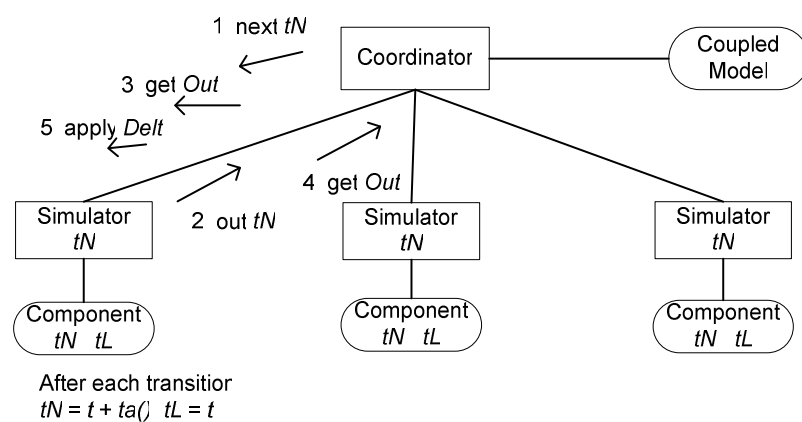 1 next tN
Coordinator
Coupled
Model
3 get Out
5 apply Delt
4 get Out
2 out tN
Simulator
tN
Simulator
tN
Simulator
tN
Component
tN tL
Component
tN tL
Component
tN tL
After each transition
tN = t + ta() tL = t